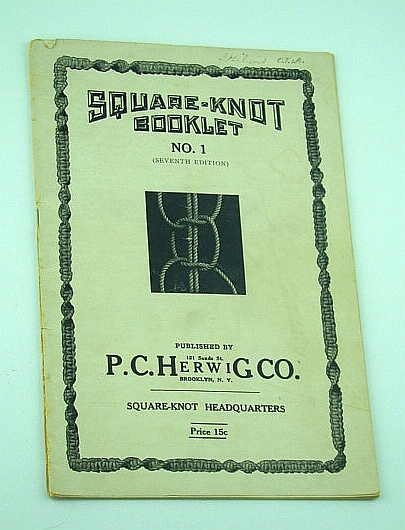 SQUARE-KNOT
BOOKLET
NO. 1
(SEVENTH EDITION)
PUBLISHED BY
121 Sands St.
P.C. HERWIG CO.
BROOKLYN, N. Y.
SQUARE-KNOT HEADQUARTERS
Price 15c